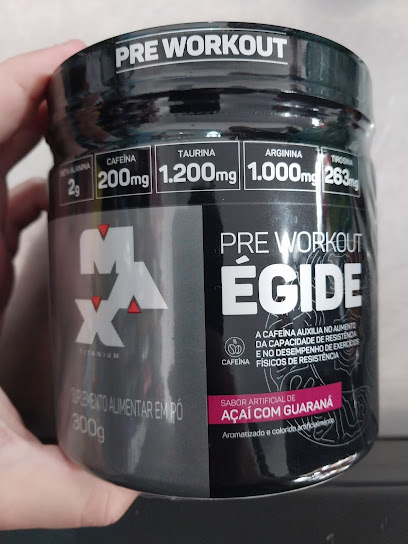 PRE WORKOUT
BETA ALANINA
2g
CAFEÍNA
200mg
TAURINA
1.200mg
ARGININA
1.000mg
TIROSINA
263mg
MAX
TITANIUM
PRE WORKOUT
ÉGIDE
CAFEÍNA
A CAFEÍNA AUXILIA NO AUMENTO
DA CAPACIDADE DE RESISTÊNCIA
E NO DESEMPENHO DE EXERCÍCIOS
FÍSICOS DE RESISTÊNCIA
SABOR ARTIFICIAL DE
AÇAÍ COM GUARANÁ
Aromatizado e colorido artificialmente
SUPLEMENTO ALIMENTAR EM PÓ
300g